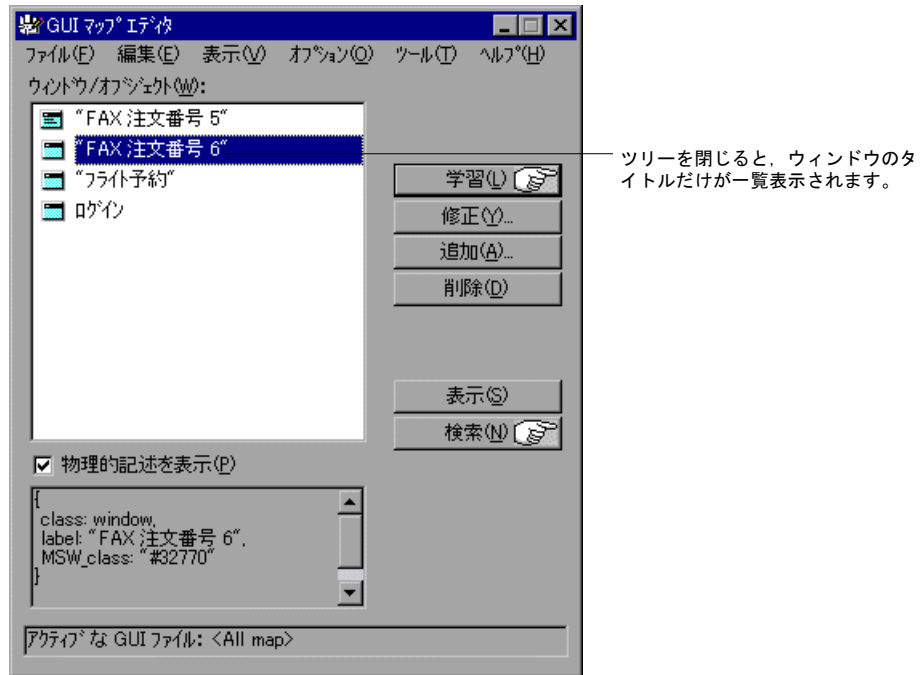 GUI ﾏｯﾌﾟ ｴﾃﾞｨﾀ
ﾌｧｲﾙ(F) 編集(E) 表示(V) ｵﾌﾟｼｮﾝ(O) ﾂｰﾙ(T) ﾍﾙﾌﾟ(H)
ｳｨﾝﾄﾞｳ/ｵﾌﾞｼﾞｪｸﾄ(W):
"FAX 注文番号 5"
"FAX 注文番号 6"
"ﾌﾗｲﾄ予約"
ﾛｸﾞｲﾝ
ツリーを閉じると，ウィンドウのタ
イトルだけが一覧表示されます。
学習(L)
修正(Y)...
追加(A)...
削除(D)
表示(S)
検索(N)
物理的記述を表示(P)
{
class: window,
label: "FAX 注文番号 6",
MSW_class: "#32770"
}
ｱｸﾃｨﾌﾞな GUI ﾌｧｲﾙ: <All map>